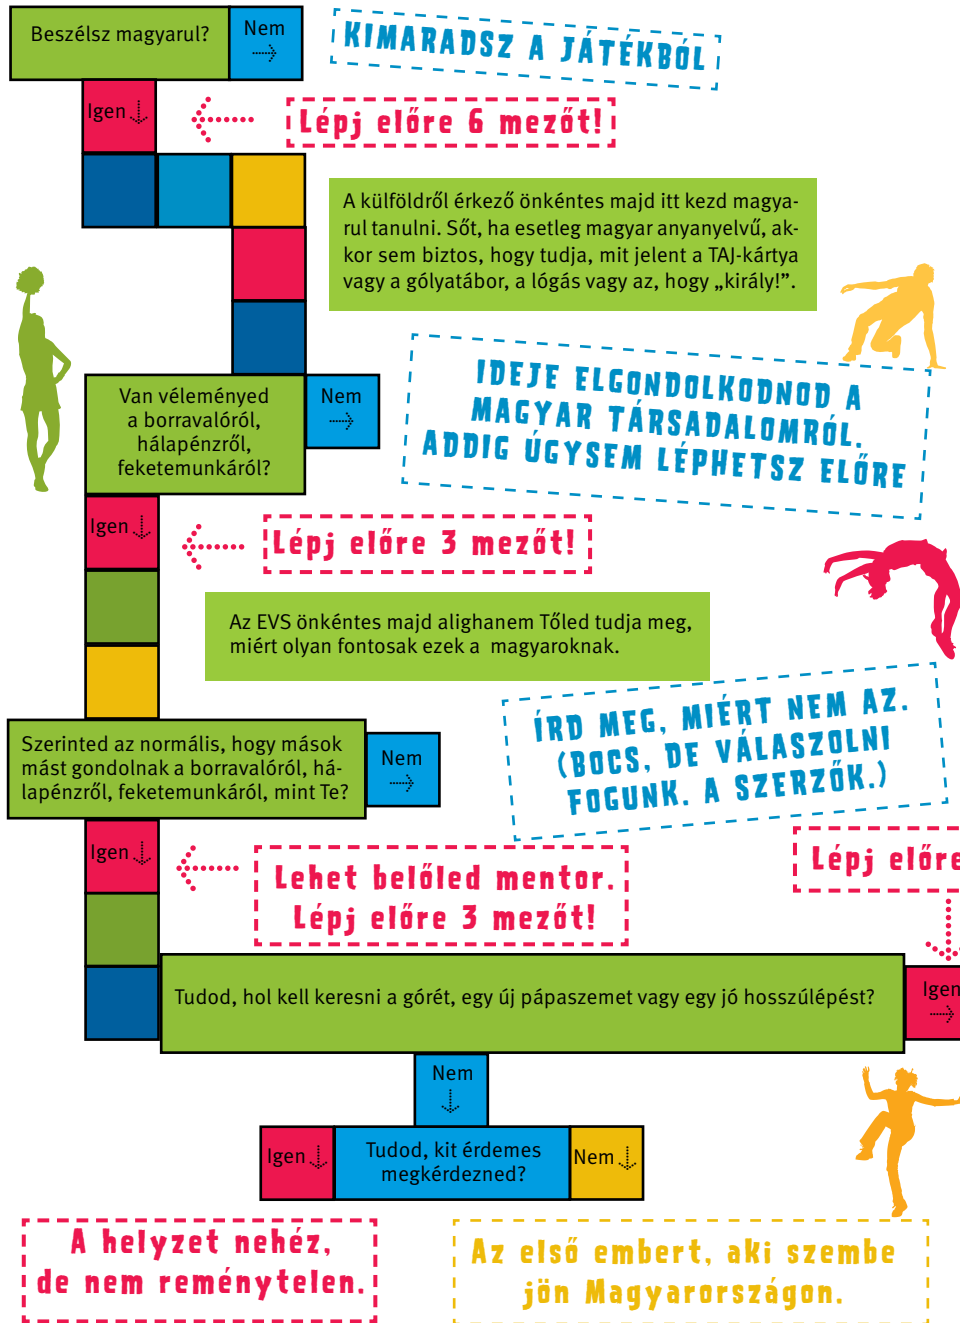 Beszélsz magyarul?
Nem
KIMARADSZ A JÁTÉKBÓL
Igen
Lépj előre 6 mezőt!
A külföldről érkező önkéntes majd itt kezd magya-
rul tanulni. Sőt, ha esetleg magyar anyanyelvű, ak-
kor sem biztos, hogy tudja, mit jelent a TAJ-kártya
vagy a gólyatábor, a lógás vagy az, hogy „király!”.
Van véleményed
a borravalóról,
hálapénzről,
feketemunkáról?
Nem
IDEJE ELGONDOLKODNOD A
MAGYAR TÁRSADALOMRÓL.
ADDIG ÚGYSEM LÉPHETSZ ELŐRE
Igen
Lépj előre 3 mezőt!
Az EVS önkéntes majd alighanem Tőled tudja meg,
miért olyan fontosak ezek a magyaroknak.
Szerinted az normális, hogy mások
mást gondolnak a borravalóról, há-
lapénzről, feketemunkáról, mint Te?
Nem
ÍRD MEG, MIÉRT NEM AZ.
(BOCS, DE VÁLASZOLNI
FOGUNK. A SZERZŐK.)
Igen
Lehet belőled mentor.
Lépj előre 3 mezőt!
Lépj előre
Tudod, hol kell keresni a górét, egy új pápaszemet vagy egy jó hosszúlépést?
Igen
Nem
Igen
Tudod, kit érdemes
megkérdezned?
Nem
A helyzet nehéz,
de nem reménytelen.
Az első embert, aki szembe
jön Magyarországon.